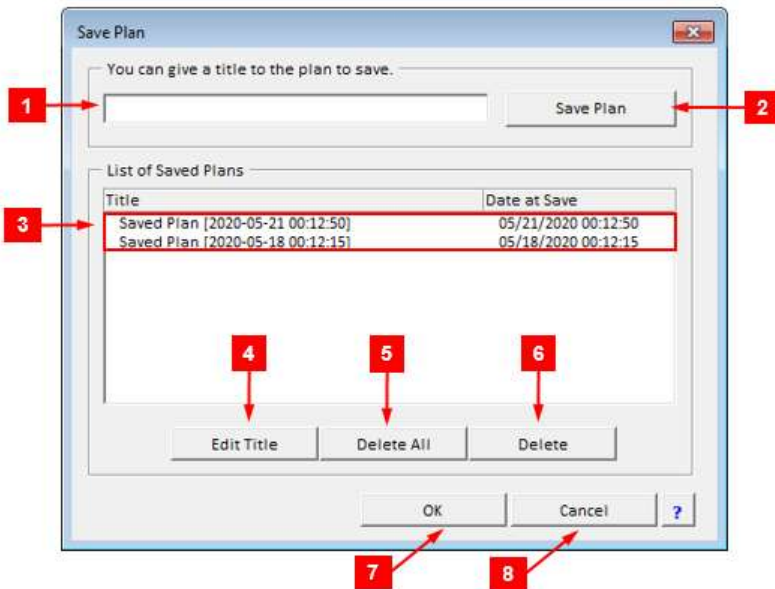 Save Plan
You can give a title to the plan to save.
1
Save Plan
2
List of Saved Plans
Title Date at Save
3
Saved Plan [2020-05-21 00:12:50] 05/21/2020 00:12:50
Saved Plan [2020-05-18 00:12:15] 05/18/2020 00:12:15
4 5 6
Edit Title Delete All Delete
OK Cancel ?
7 8